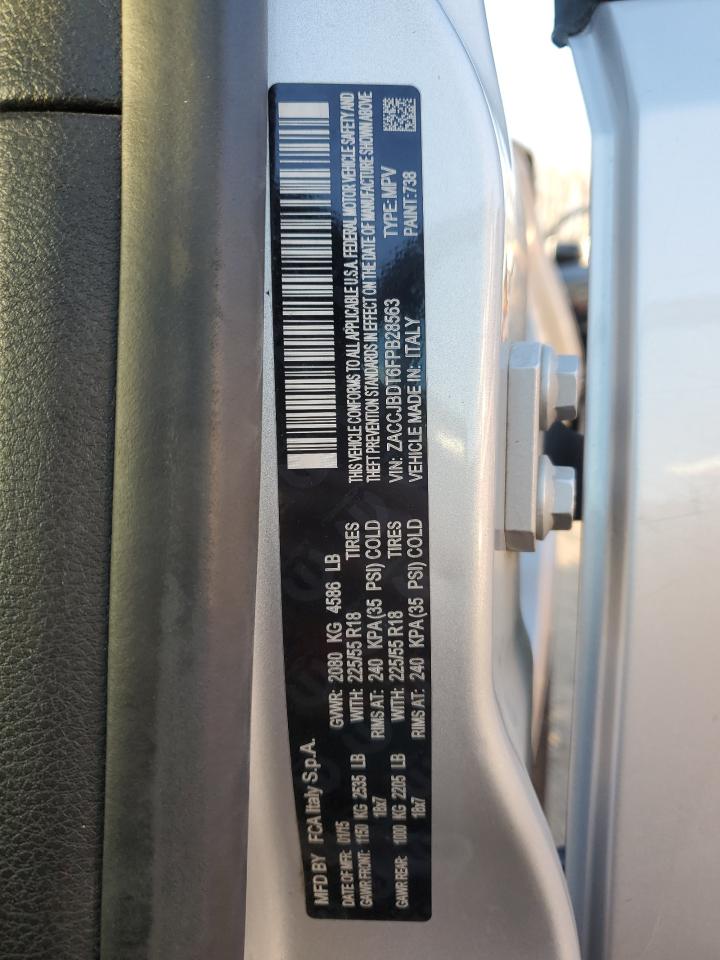 MFD BY FCA Italy S.p.A.
DATE OF MFR: 01/15 GVWR: 2080 KG 4586 LB
GAWR FRONT: 1150 KG 2535 LB WITH: 225/55 R18 TIRES
18x7 RIMS AT: 240 KPA(35 PSI) COLD
GAWR REAR: 1000 KG 2205 LB WITH: 225/55 R18 TIRES
18x7 RIMS AT: 240 KPA(35 PSI) COLD
THIS VEHICLE CONFORMS TO ALL APPLICABLE U.S.A. FEDERAL MOTOR VEHICLE SAFETY AND
THEFT PREVENTION STANDARDS IN EFFECT ON THE DATE OF MANUFACTURE SHOWN ABOVE
VIN: ZACCJBDT6FPB28563 TYPE: MPV
VEHICLE MADE IN: ITALY PAINT:738